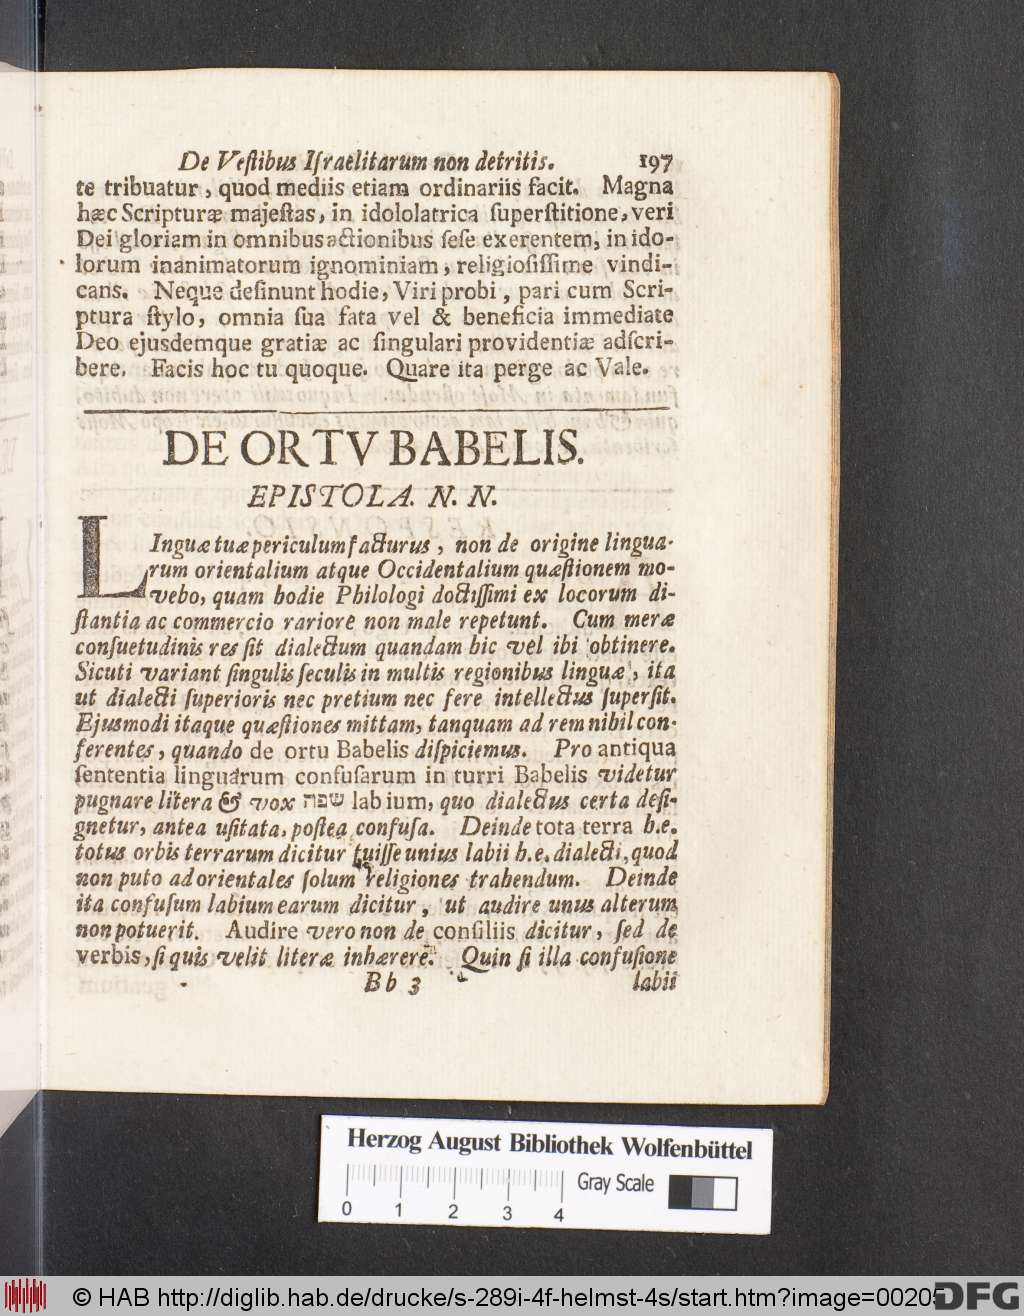 De Veſtibus Iſraelitarum non detritis. 197
te tribuatur, quod mediis etiam ordinariis facit. Magna
hæc Scripturæ majeſtas, in idololatrica ſuperſtitione, veri
Dei gloriam in omnibus actionibus ſeſe exerentem, in ido-
lorum inanimatorum ignominiam, religioſiſſime vindi-
cans. Neque deſinunt hodie, Viri probi, pari cum Scri-
ptura ſtylo, omnia ſua fata vel & beneficia immediate
Deo ejusdemque gratiæ ac ſingulari providentiæ adſcri-
bere. Facis hoc tu quoque. Quare ita perge ac Vale.
DE ORTV BABELIS.
EPISTOLA. N. N.
LInguæ tuæ periculum facturus, non de origine lingua-
rum orientalium atque Occidentalium quæſtionem mo-
vebo, quam hodie Philologi doctiſſimi ex locorum di-
ſtantia ac commercio rariore non male repetunt. Cum meræ
conſuetudinis res ſit dialectum quandam hic vel ibi obtinere.
Sicuti variant ſingulis ſeculis in multis regionibus linguæ, ita
ut dialecti ſuperioris nec pretium nec fere intellectus ſuperſit.
Ejusmodi itaque quæſtiones mittam, tanquam ad rem nihil con-
ferentes, quando de ortu Babelis diſpiciemus. Pro antiqua
ſententia linguarum confuſarum in turri Babelis videtur
pugnare litera & vox שפה labium, quo dialectus certa deſi-
gnetur, antea uſitata, poſtea confuſa. Deinde tota terra h.e.
totus orbis terrarum dicitur fuiſſe unius labii h.e. dialecti, quod
non puto ad orientales ſolum religiones trahendum. Deinde
ita confuſum labium earum dicitur, ut audire unus alterum
non potuerit. Audire vero non de conſiliis dicitur, ſed de
verbis, ſi quis velit literæ inhærere. Quin ſi illa confuſione
Bb 3 labii
Herzog August Bibliothek Wolfenbüttel
Gray Scale
0 1 2 3 4
© HAB http://diglib.hab.de/drucke/s-289i-4f-helmst-4s/start.htm?image=00205
DFG